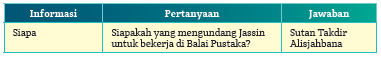 Informasi Pertanyaan Jawaban
Siapa Siapakah yang mengundang Jassin Sutan Takdir
untuk bekerja di Balai Pustaka? Alisjahbana